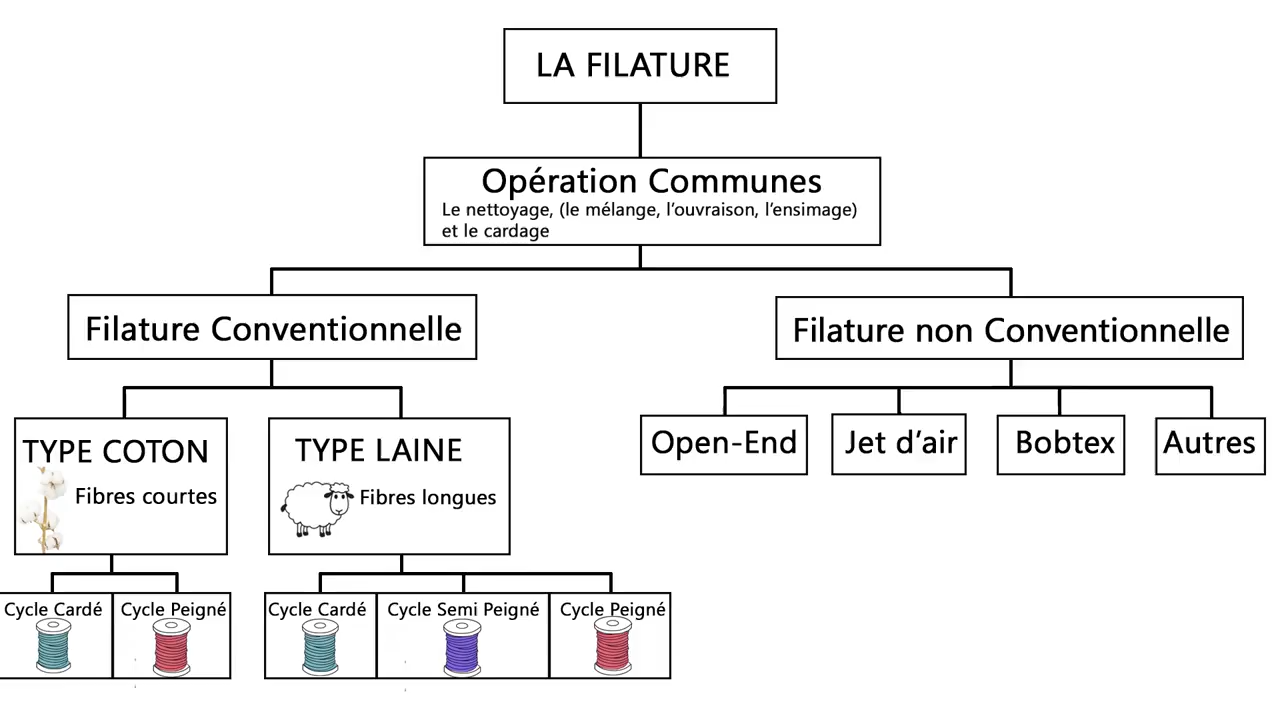 LA FILATURE
Opération Communes
Le nettoyage, (le mélange, l'ouvraison, l'ensimage)
et le cardage
Filature Conventionnelle
Filature non Conventionnelle
TYPE COTON
Fibres courtes
TYPE LAINE
Fibres longues
Open-End
Jet d'air
Bobtex
Autres
Cycle Cardé
Cycle Peigné
Cycle Cardé
Cycle Semi Peigné
Cycle Peigné